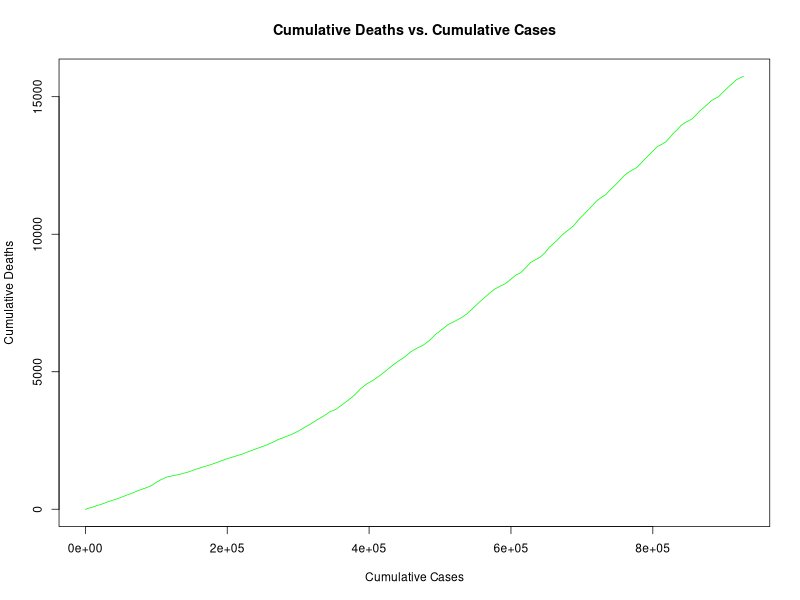 Cumulative Deaths vs. Cumulative Cases
15000
10000
5000
0
Cumulative Deaths
0e+00 2e+05 4e+05 6e+05 8e+05
Cumulative Cases